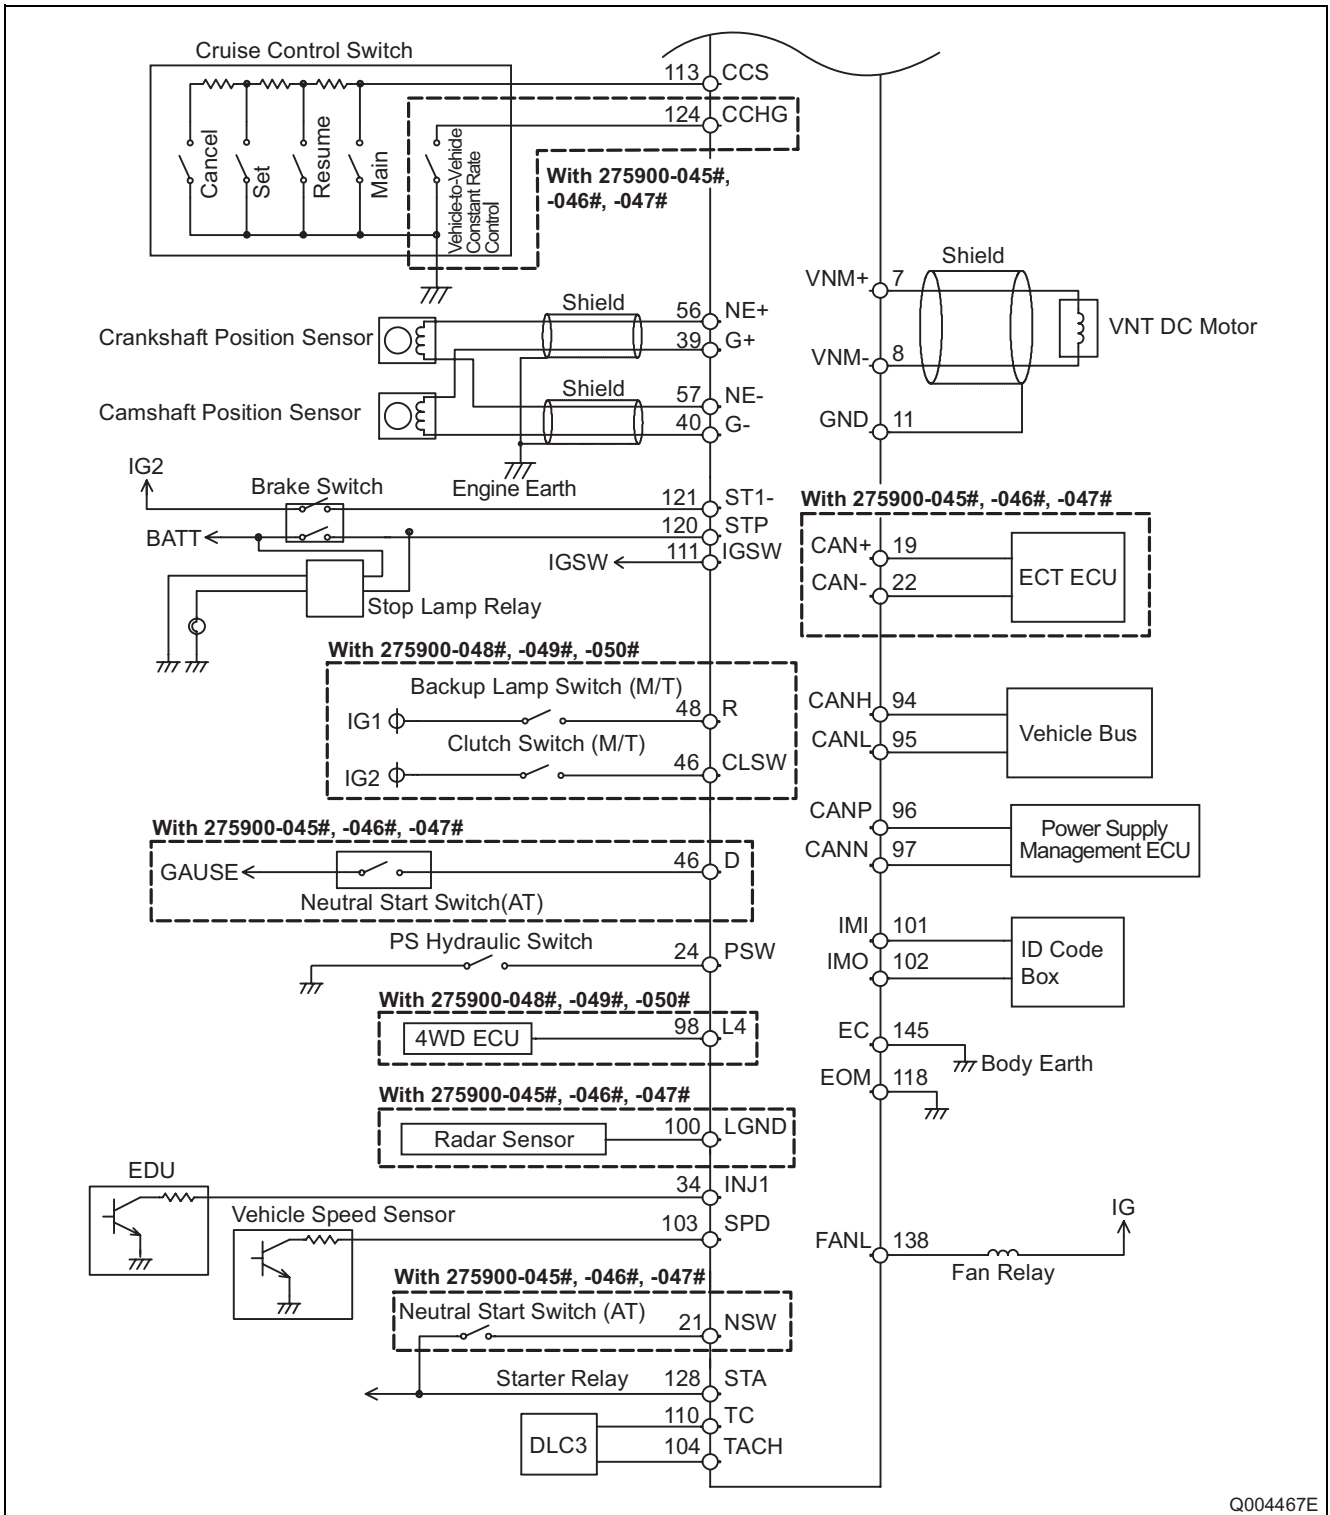 Cruise Control Switch
Cancel
Set
Resume
Main
Vehicle-to-Vehicle
Constant Rate
Control
113 CCS
124 CCHG
With 275900-045#,
-046#, -047#
Crankshaft Position Sensor
Camshaft Position Sensor
Shield
Shield
56 NE+
39 G+
57 NE-
40 G-
Engine Earth
IG2
Brake Switch
BATT
121 ST1-
120 STP
IGSW 111 IGSW
Stop Lamp Relay
With 275900-048#, -049#, -050#
Backup Lamp Switch (M/T)
IG1 48 R
Clutch Switch (M/T)
IG2 46 CLSW
With 275900-045#, -046#, -047#
GAUSE 46 D
Neutral Start Switch(AT)
PS Hydraulic Switch
24 PSW
With 275900-048#, -049#, -050#
4WD ECU 98 L4
With 275900-045#, -046#, -047#
Radar Sensor 100 LGND
EDU
34 INJ1
Vehicle Speed Sensor
103 SPD
With 275900-045#, -046#, -047#
Neutral Start Switch (AT)
21 NSW
Starter Relay 128 STA
DLC3
110 TC
104 TACH
VNM+ 7
Shield
VNT DC Motor
VNM- 8
GND 11
With 275900-045#, -046#, -047#
CAN+ 19
CAN- 22
ECT ECU
CANH 94
CANL 95
Vehicle Bus
CANP 96
CANN 97
Power Supply
Management ECU
IMI 101
IMO 102
ID Code
Box
EC 145
Body Earth
EOM 118
FANL 138
Fan Relay
IG
Q004467E